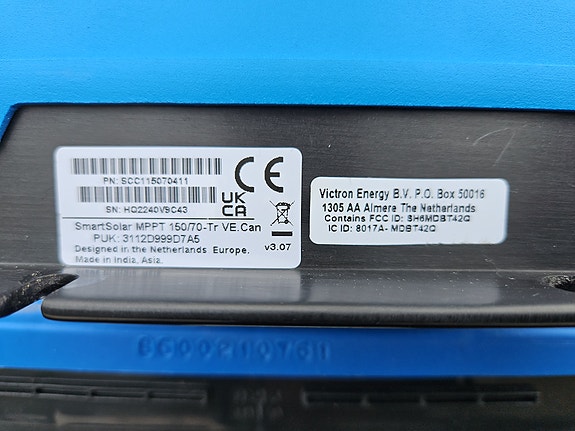 PN: SCC115070411
SN: HQ2240V9C43
CE
UK
CA
SmartSolar MPPT 150/70-Tr VE.Can
PUK: 3112D999D7A5
v3.07
Designed in the Netherlands Europe.
Made in India, Asia.
Victron Energy B.V. P.O. Box 50016
1305 AA Almere The Netherlands
Contains FCC ID: SH6MDBT42Q
IC ID: 8017A- MDBT42Q